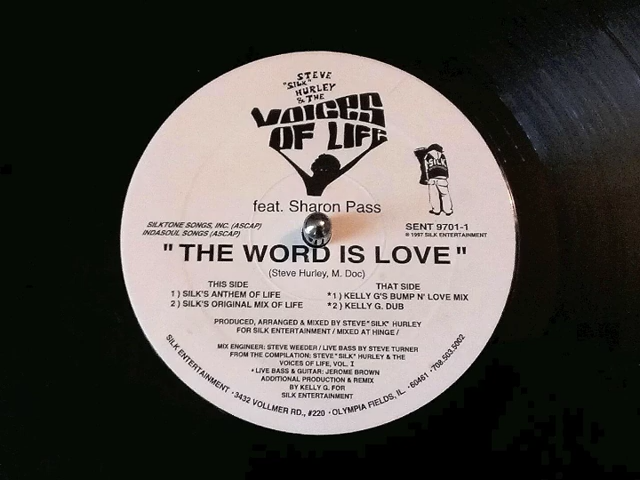 STEVE
"SILK"
HURLEY
& THE
VOICES
OF LIFE
SILK
feat. Sharon Pass
SILKTONE SONGS, INC. (ASCAP)
INDASOUL SONGS (ASCAP)
SENT 9701-1
℗ 1997 SILK ENTERTAINMENT
"THE WORD IS LOVE"
(Steve Hurley, M. Doc)
THIS SIDE
1 ) SILK'S ANTHEM OF LIFE
2 ) SILK'S ORIGINAL MIX OF LIFE
THAT SIDE
*1 ) KELLY G'S BUMP N' LOVE MIX
*2 ) KELLY G. DUB
PRODUCED, ARRANGED & MIXED BY STEVE"SILK" HURLEY
FOR SILK ENTERTAINMENT / MIXED AT HINGE /
MIX ENGINEER: STEVE WEEDER / LIVE BASS BY STEVE TURNER
FROM THE COMPILATION: STEVE"SILK" HURLEY & THE
VOICES OF LIFE, VOL. I
* LIVE BASS & GUITAR: JEROME BROWN
ADDITIONAL PRODUCTION & REMIX
BY KELLY G. FOR
SILK ENTERTAINMENT
SILK ENTERTAINMENT · 3432 VOLLMER RD., #220 · OLYMPIA FIELDS, IL. · 60461 · 708.503.5002